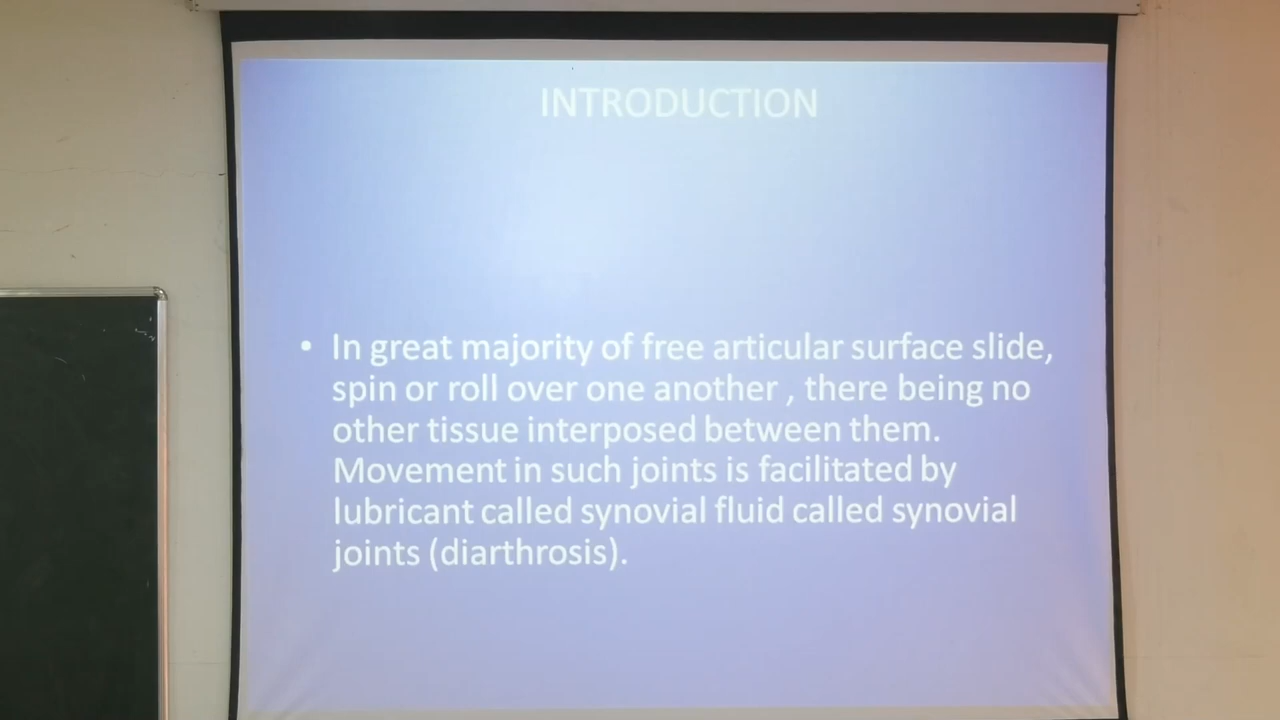 INTRODUCTION
• In great majority of free articular surface slide,
spin or roll over one another , there being no
other tissue interposed between them.
Movement in such joints is facilitated by
lubricant called synovial fluid called synovial
joints (diarthrosis).